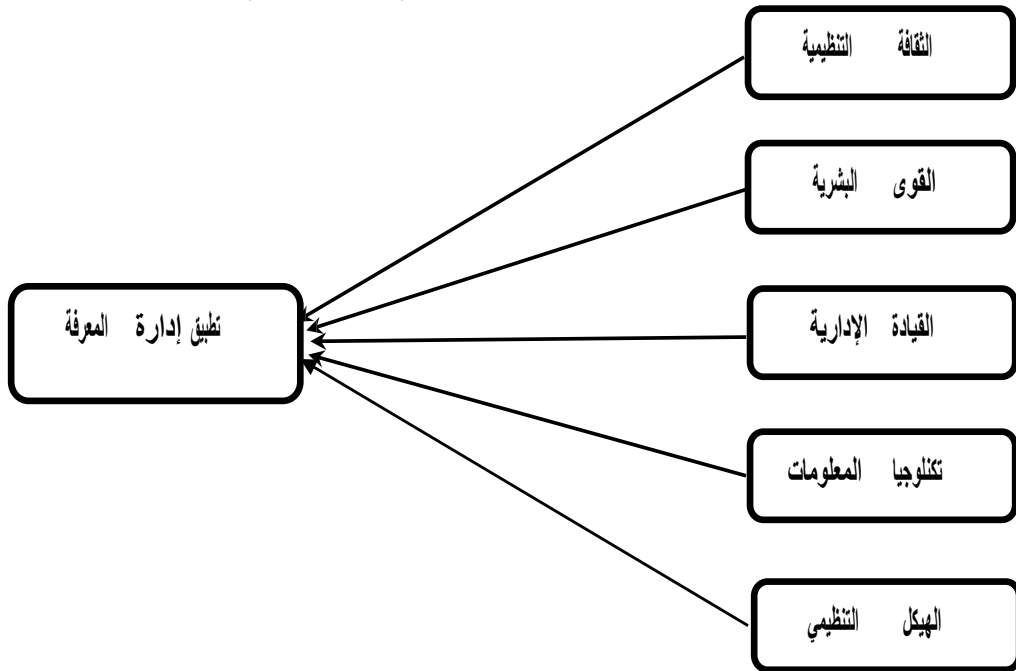 الثقافة التنظيمية
القوى البشرية
القيادة الإدارية
تكنلوجيا المعلومات
الهيكل التنظيمي
تطبيق إدارة المعرفة